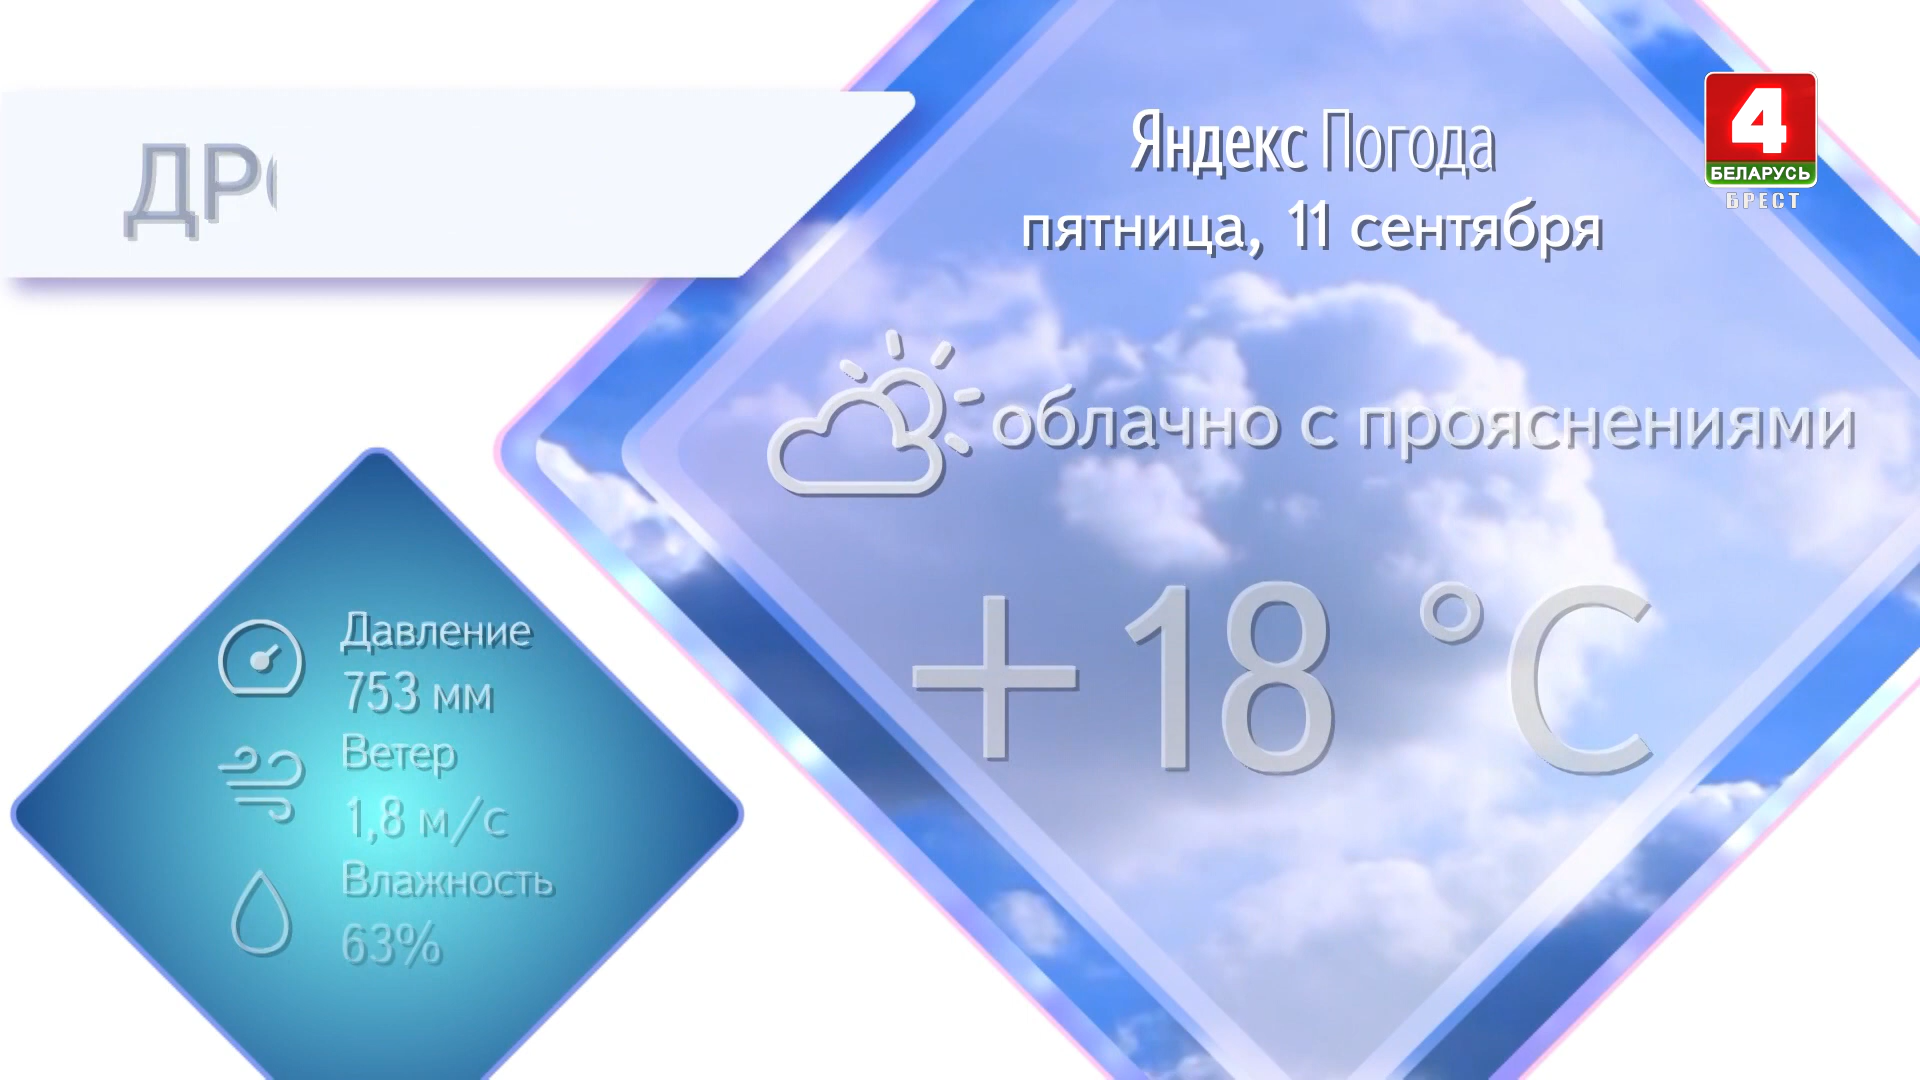 Яндекс Погода
4
БЕЛАРУСЬ
БРЕСТ
пятница, 11 сентября
облачно с прояснениями
+18 °C
Давление
753 мм
Ветер
1,8 м/с
Влажность
63%